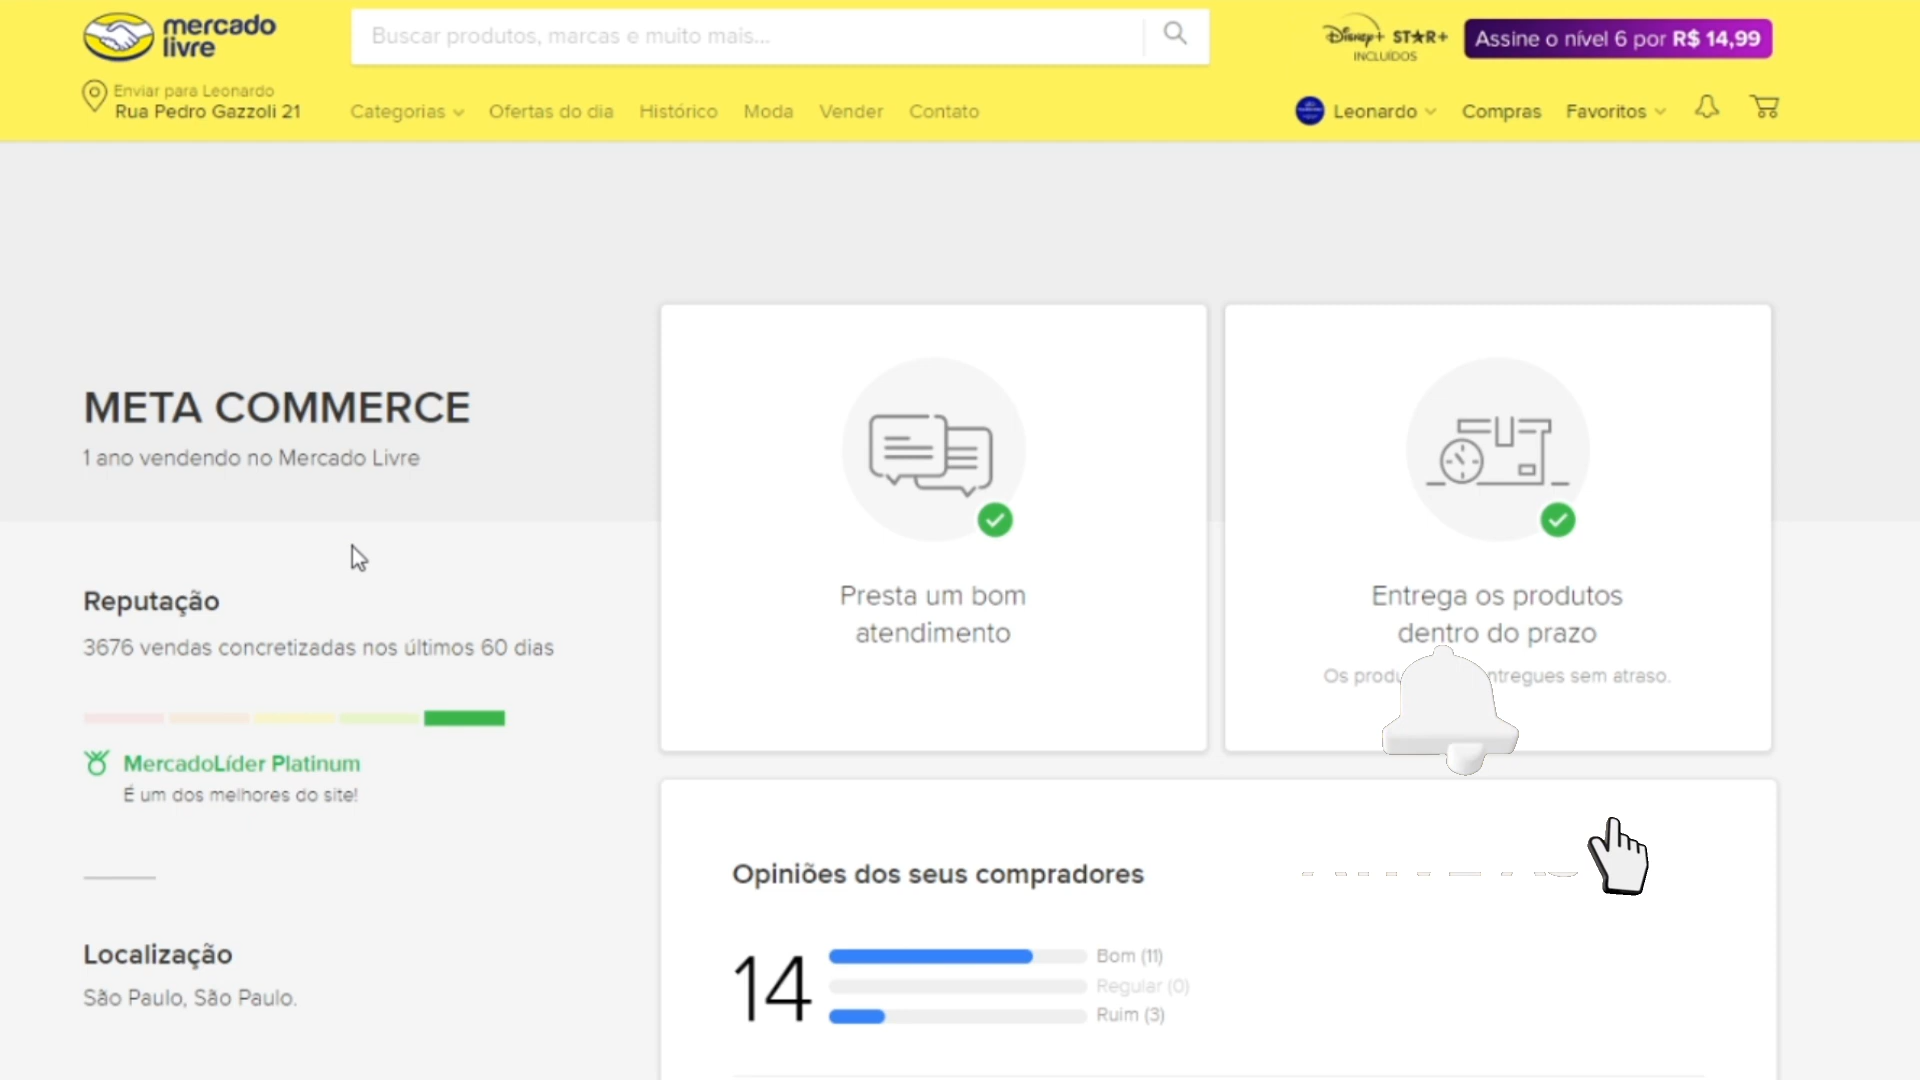 mercado
livre
Buscar produtos, marcas e muito mais...
Disney+ ST★R+
INCLUÍDOS
Assine o nível 6 por R$ 14,99
Enviar para Leonardo
Rua Pedro Gazzoli 21
Categorias
Ofertas do dia
Histórico
Moda
Vender
Contato
Leonardo
Compras
Favoritos
META COMMERCE
1 ano vendendo no Mercado Livre
Reputação
3676 vendas concretizadas nos últimos 60 dias
MercadoLíder Platinum
É um dos melhores do site!
Localização
São Paulo, São Paulo.
Presta um bom
atendimento
Entrega os produtos
dentro do prazo
Os produ ntregues sem atraso.
Opiniões dos seus compradores
14
Bom (11)
Regular (0)
Ruim (3)